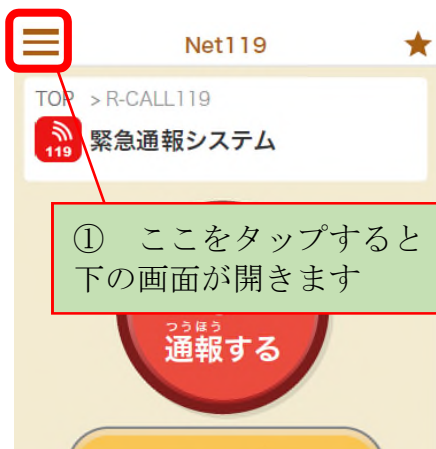 Net119
TOP > R-CALL119
119
緊急通報システム
① ここをタップすると
下の画面が開きます
つうほう
通報する